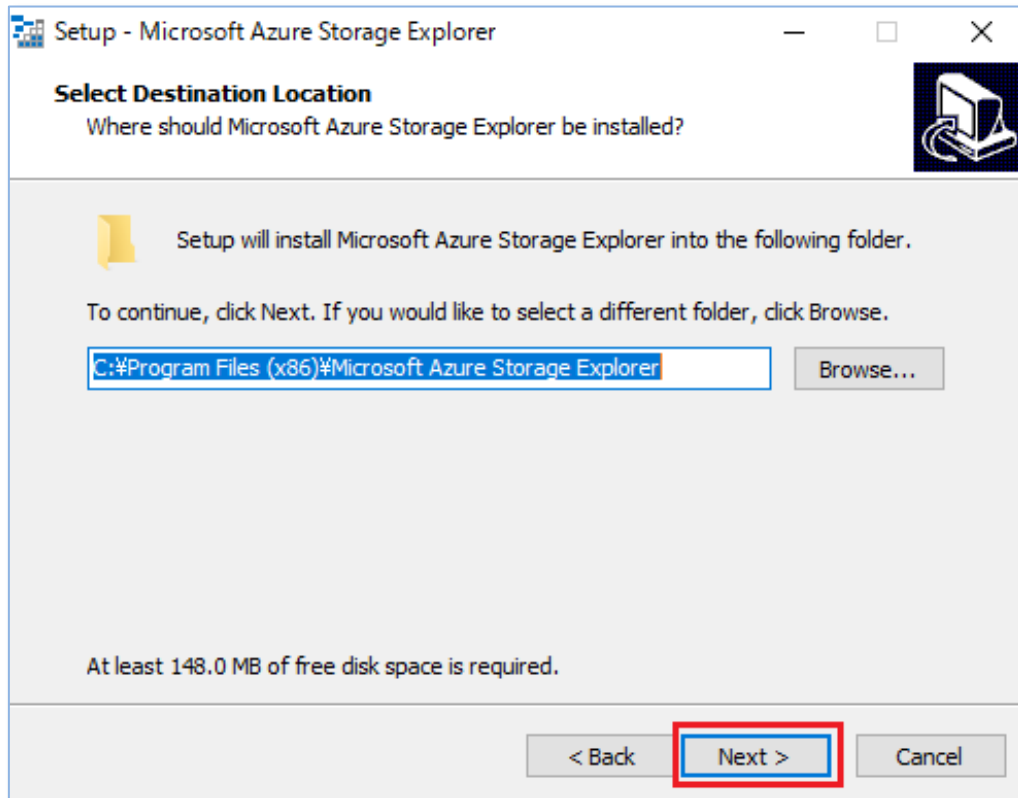 Setup - Microsoft Azure Storage Explorer
Select Destination Location
Where should Microsoft Azure Storage Explorer be installed?
Setup will install Microsoft Azure Storage Explorer into the following folder.
To continue, click Next. If you would like to select a different folder, click Browse.
C:¥Program Files (x86)¥Microsoft Azure Storage Explorer
Browse...
At least 148.0 MB of free disk space is required.
< Back Next > Cancel